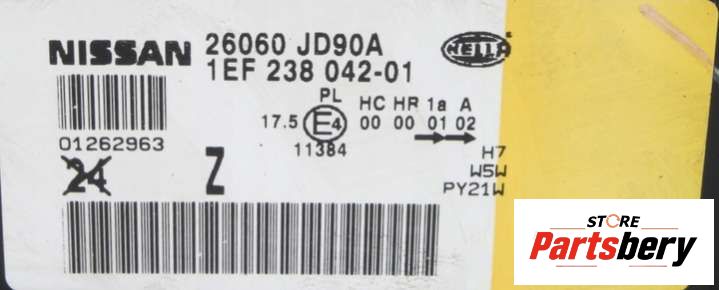 NISSAN 26060 JD90A HELLA
1EF 238 042-01
PL HC HR 1a A
17.5 E4 00 00 01 02
01262963 11384
24 Z
H7
W5W
PY21W
STORE
Partsbery